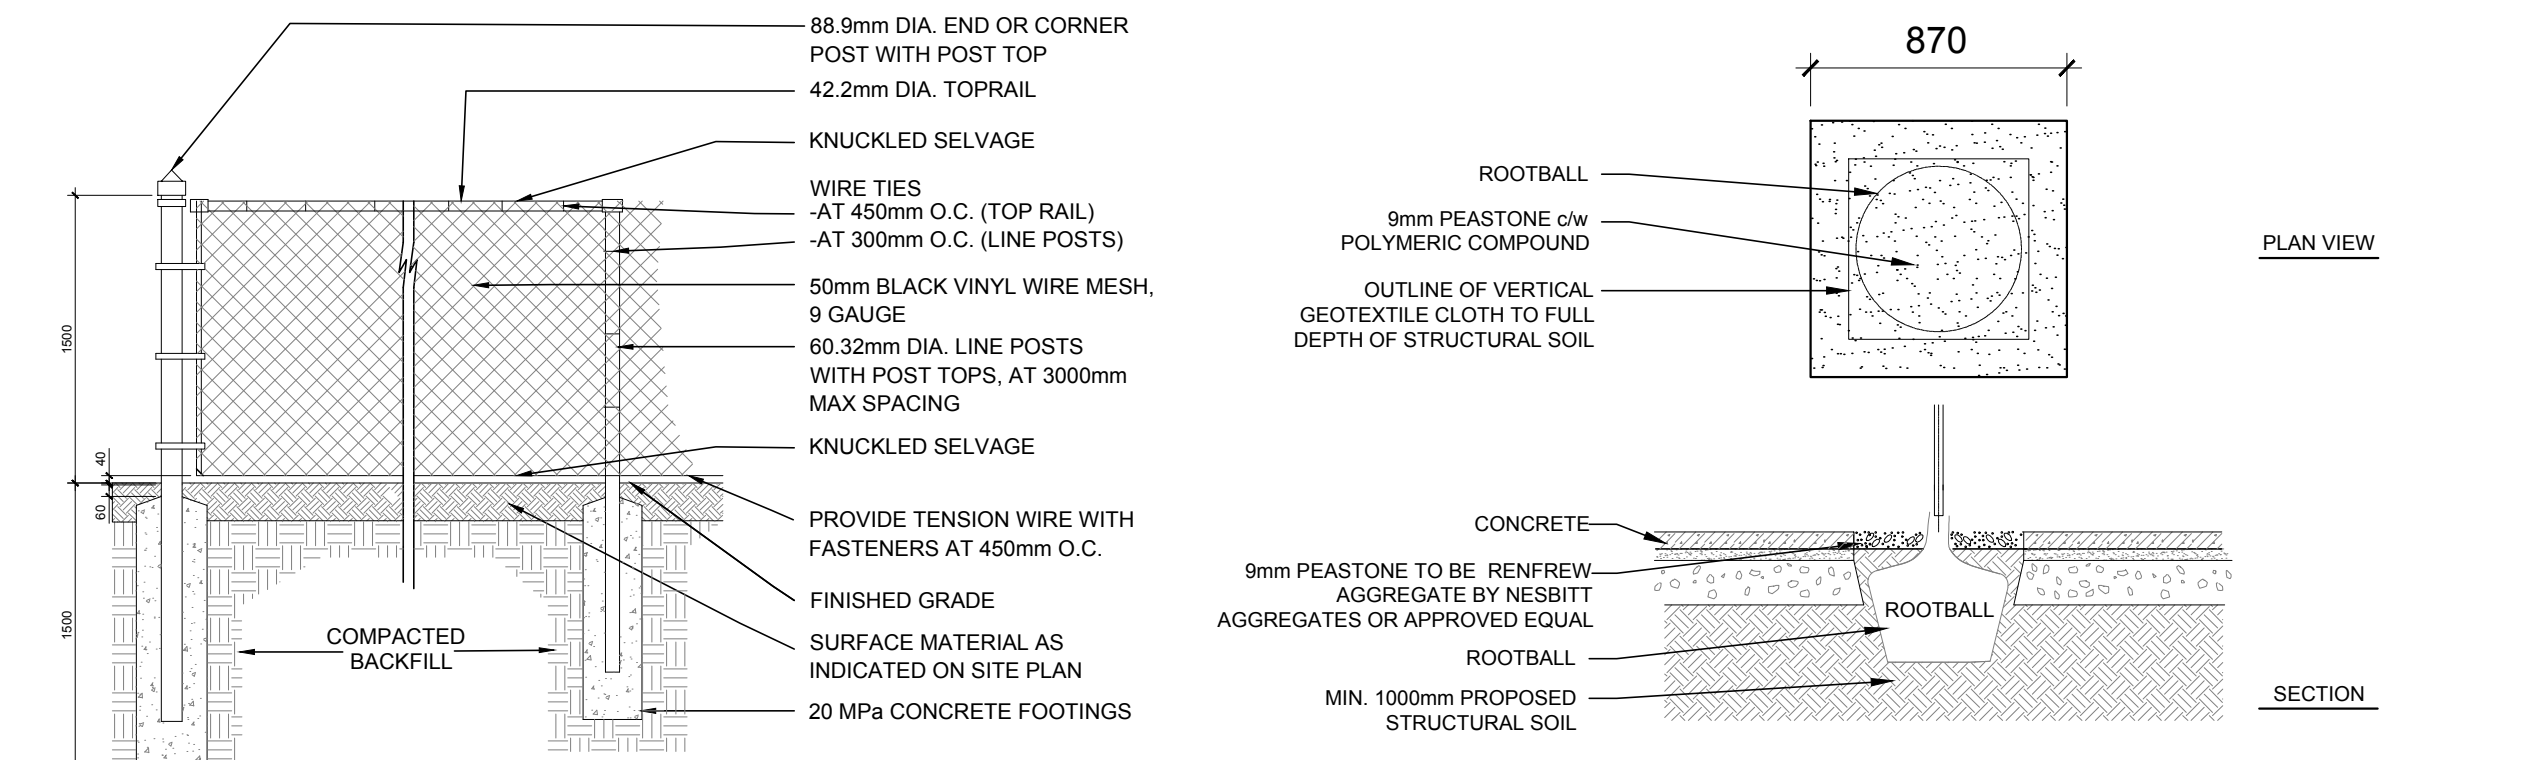 88.9mm DIA. END OR CORNER
POST WITH POST TOP
42.2mm DIA. TOPRAIL
KNUCKLED SELVAGE
WIRE TIES
-AT 450mm O.C. (TOP RAIL)
-AT 300mm O.C. (LINE POSTS)
50mm BLACK VINYL WIRE MESH,
9 GAUGE
60.32mm DIA. LINE POSTS
WITH POST TOPS, AT 3000mm
MAX SPACING
KNUCKLED SELVAGE
PROVIDE TENSION WIRE WITH
FASTENERS AT 450mm O.C.
FINISHED GRADE
SURFACE MATERIAL AS
INDICATED ON SITE PLAN
20 MPa CONCRETE FOOTINGS
1500
40
60
1500
COMPACTED
BACKFILL
870
ROOTBALL
9mm PEASTONE c/w
POLYMERIC COMPOUND
OUTLINE OF VERTICAL
GEOTEXTILE CLOTH TO FULL
DEPTH OF STRUCTURAL SOIL
PLAN VIEW
CONCRETE
9mm PEASTONE TO BE RENFREW
AGGREGATE BY NESBITT
AGGREGATES OR APPROVED EQUAL
ROOTBALL
ROOTBALL
MIN. 1000mm PROPOSED
STRUCTURAL SOIL
SECTION